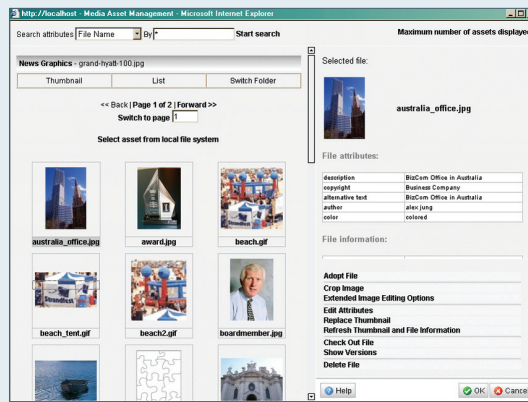 http://localhost - Media Asset Management - Microsoft Internet Explorer
Search attributes File Name By * Start search
Maximum number of assets displayed
News Graphics - grand-hyatt-100.jpg
Thumbnail List Switch Folder
<< Back | Page 1 of 2 | Forward >>
Switch to page 1
Select asset from local file system
australia_office.jpg award.jpg beach.gif
Strandfest
beach_tent.gif beach2.gif boardmember.jpg
Selected file:
australia_office.jpg
File attributes:
description BizCom Office in Australia
copyright Business Company
alternative text BizCom Office in Australia
author alex jung
color colored
File information:
Adopt File
Crop Image
Extended Image Editing Options
Edit Attributes
Replace Thumbnail
Refresh Thumbnail and File Information
Check Out File
Show Versions
Delete File
Help OK Cance